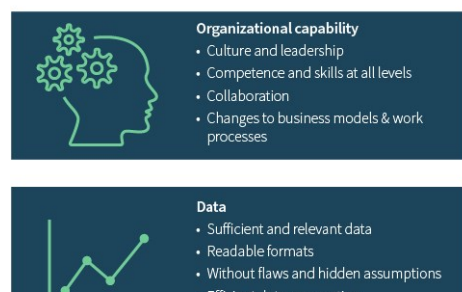 Organizational capability
• Culture and leadership
• Competence and skills at all levels
• Collaboration
• Changes to business models & work
processes
Data
• Sufficient and relevant data
• Readable formats
• Without flaws and hidden assumptions